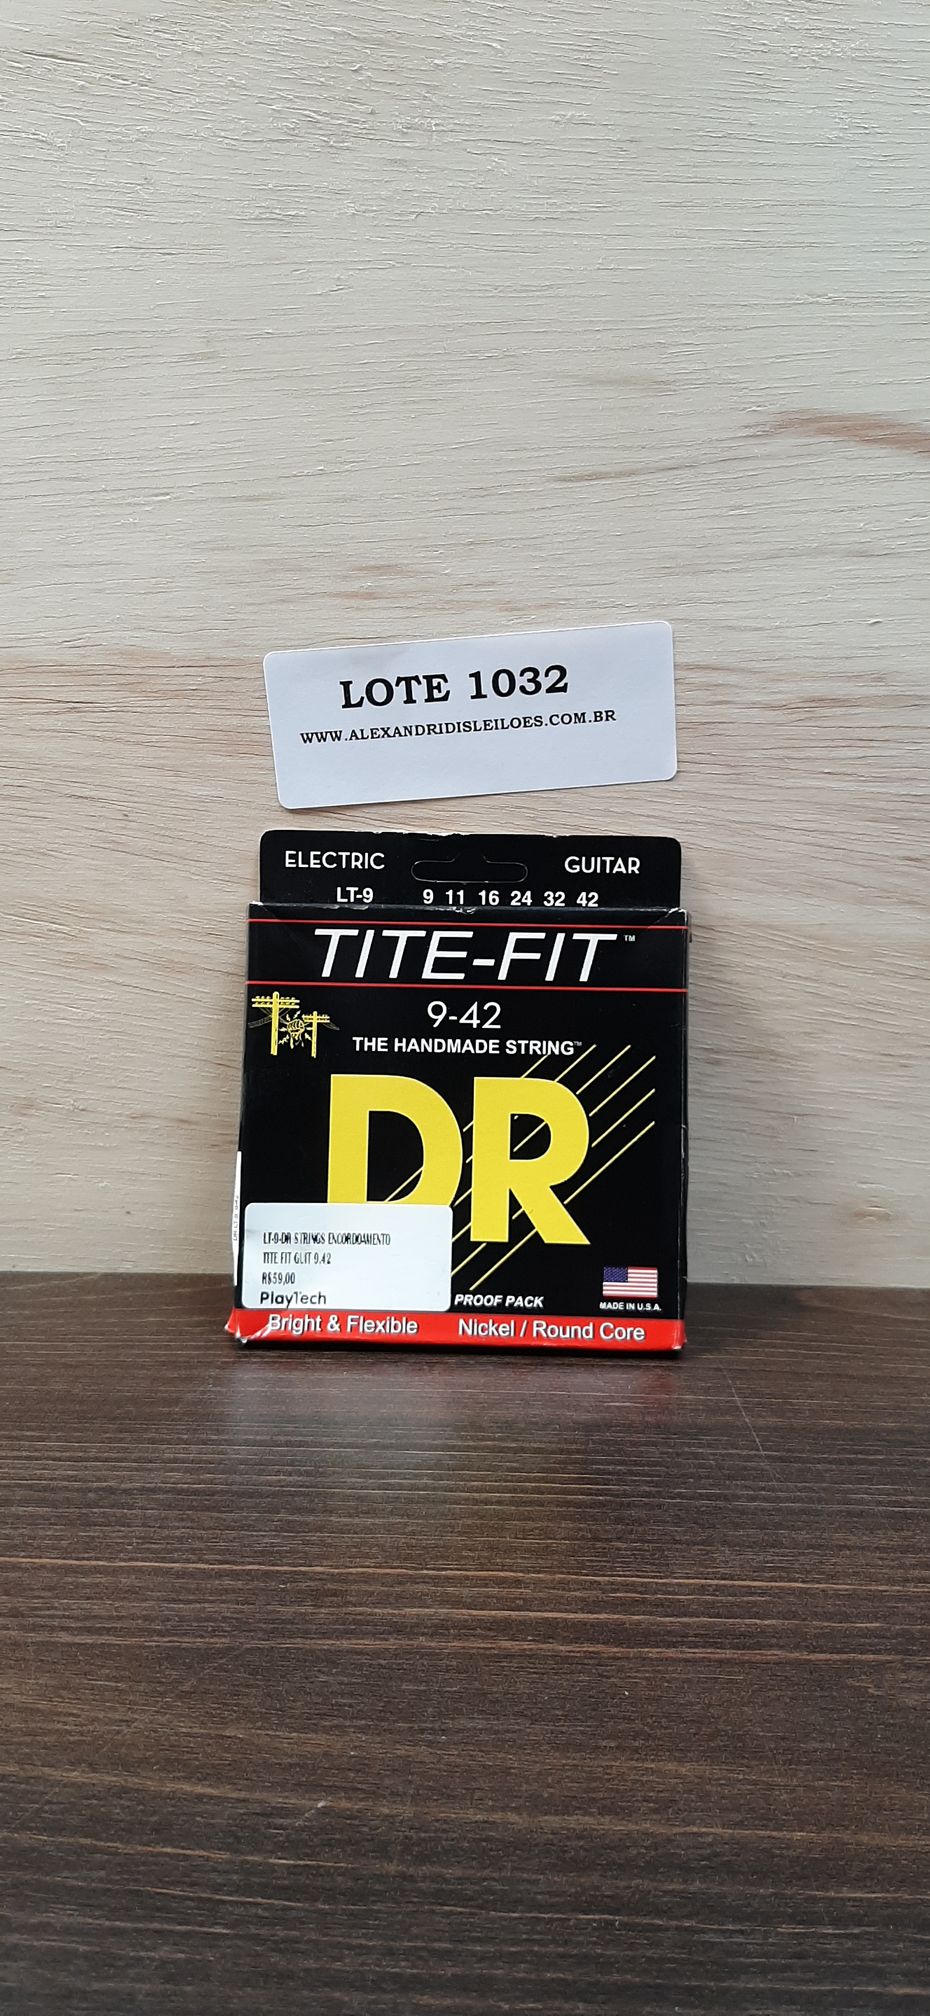 LOTE 1032
WWW.ALEXANDRIDISLEILOES.COM.BR
ELECTRIC GUITAR
LT-9 9 11 16 24 32 42
TITE-FIT™
9-42
THE HANDMADE STRING™
DR
LT-9-DR STRINGS ENCORDOAMENTO
TITE FIT GUIT 9.42
R$59,00
PlayTech
PROOF PACK
MADE IN U.S.A.
Bright & Flexible Nickel / Round Core